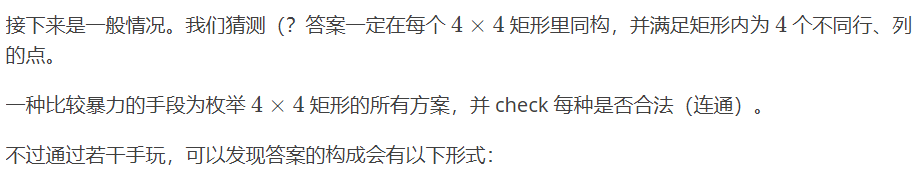 接下来是一般情况。我们猜测（？答案一定在每个 4 × 4 矩形里同构，并满足矩形内为 4 个不同行、列
的点。
一种比较暴力的手段为枚举 4 × 4 矩形的所有方案，并 check 每种是否合法（连通）。
不过通过若干手玩，可以发现答案的构成会有以下形式：